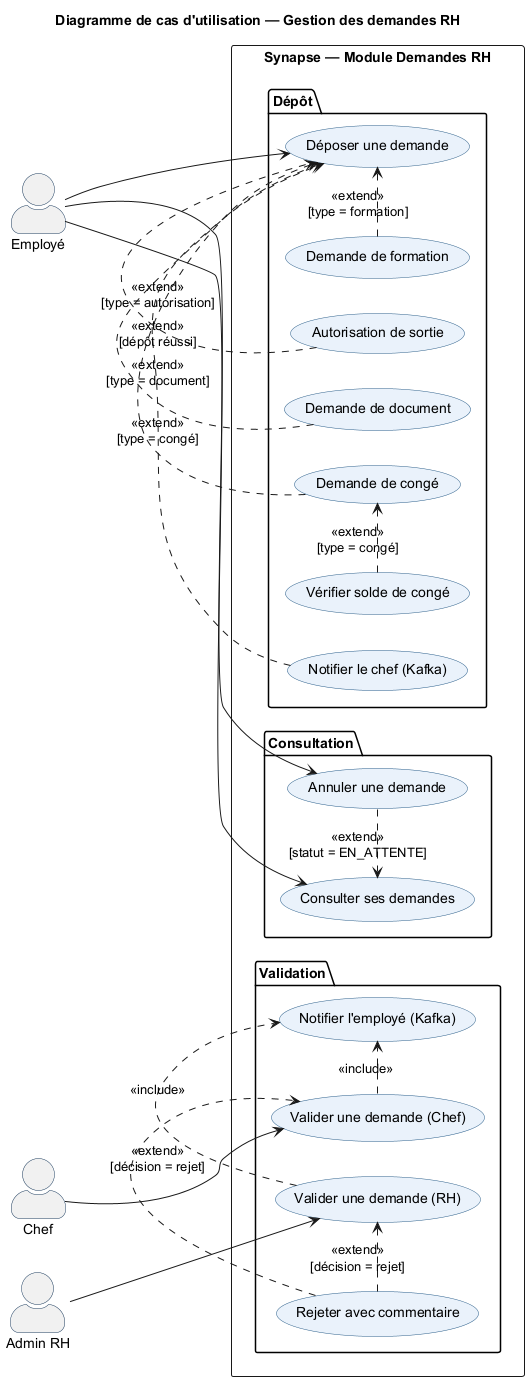 Diagramme de cas d'utilisation — Gestion des demandes RH
Synapse — Module Demandes RH
Dépôt
Déposer une demande
«extend»
[type = formation]
Demande de formation
Employé
«extend»
[type = autorisation]
Autorisation de sortie
«extend»
[dépôt réussi]
«extend»
[type = document]
Demande de document
«extend»
[type = congé]
Demande de congé
«extend»
[type = congé]
Vérifier solde de congé
Notifier le chef (Kafka)
Consultation
Annuler une demande
«extend»
[statut = EN_ATTENTE]
Consulter ses demandes
Validation
Notifier l'employé (Kafka)
«include»
«include»
Valider une demande (Chef)
«extend»
[décision = rejet]
Chef
Valider une demande (RH)
«extend»
[décision = rejet]
Rejeter avec commentaire
Admin RH